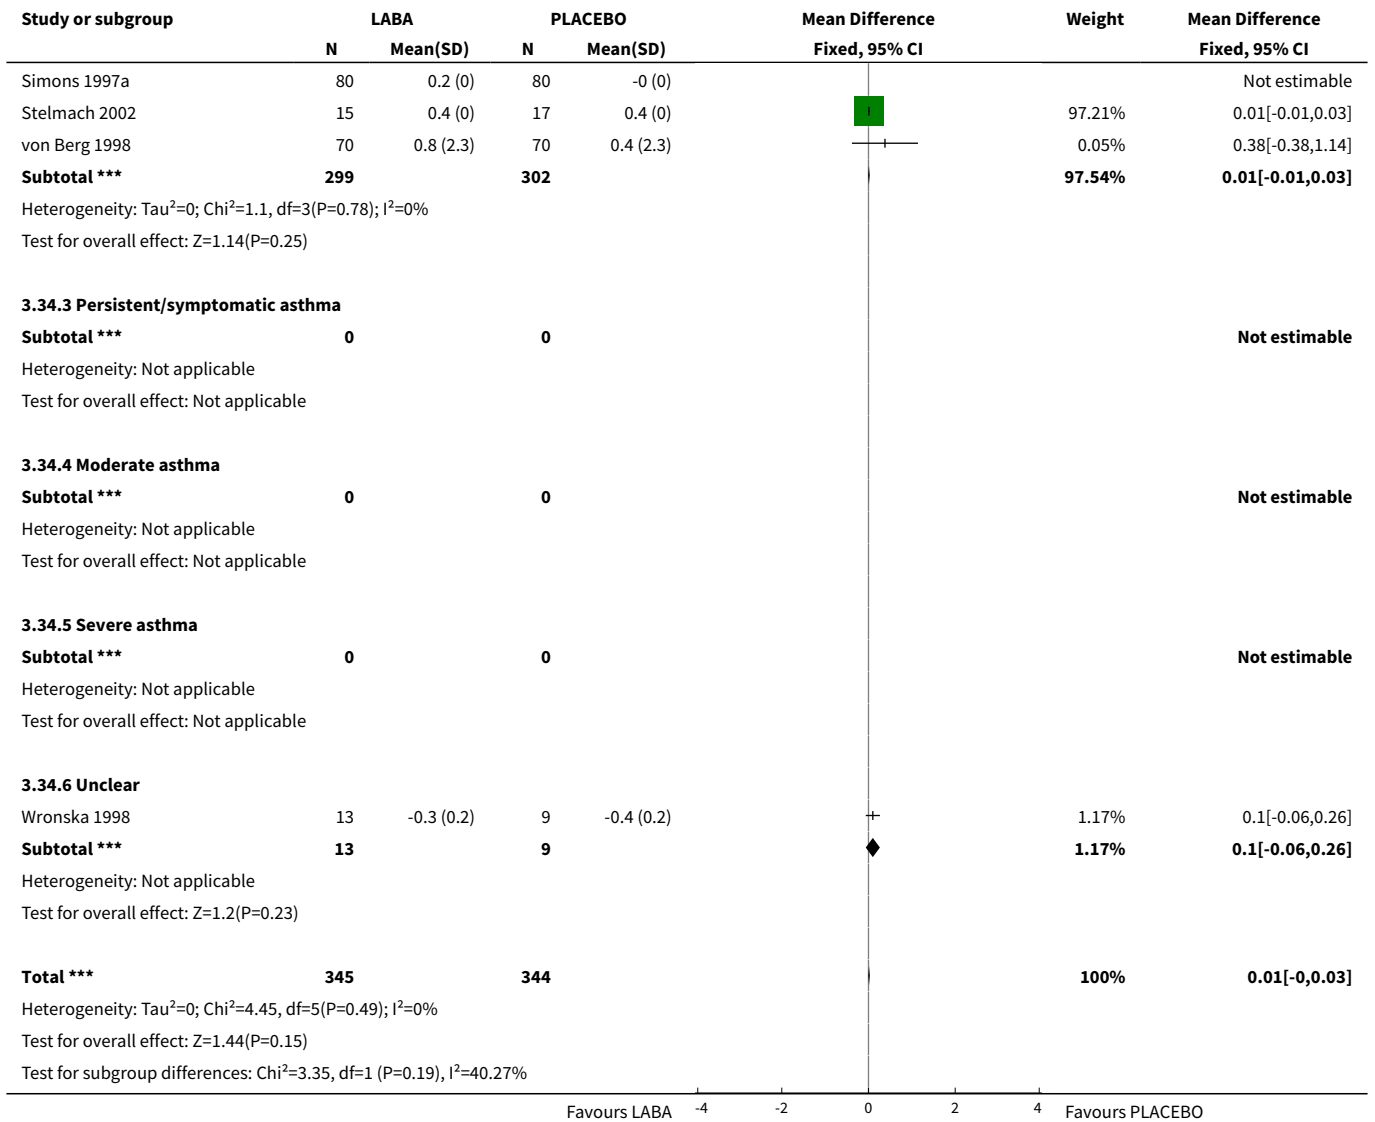 Study or subgroup LABA PLACEBO Mean Difference Weight Mean Difference
N Mean(SD) N Mean(SD) Fixed, 95% CI Fixed, 95% CI
Simons 1997a 80 0.2 (0) 80 -0 (0) Not estimable
Stelmach 2002 15 0.4 (0) 17 0.4 (0) 97.21% 0.01[-0.01,0.03]
von Berg 1998 70 0.8 (2.3) 70 0.4 (2.3) 0.05% 0.38[-0.38,1.14]
Subtotal *** 299 302 97.54% 0.01[-0.01,0.03]
Heterogeneity: Tau²=0; Chi²=1.1, df=3(P=0.78); I²=0%
Test for overall effect: Z=1.14(P=0.25)
3.34.3 Persistent/symptomatic asthma
Subtotal *** 0 0 Not estimable
Heterogeneity: Not applicable
Test for overall effect: Not applicable
3.34.4 Moderate asthma
Subtotal *** 0 0 Not estimable
Heterogeneity: Not applicable
Test for overall effect: Not applicable
3.34.5 Severe asthma
Subtotal *** 0 0 Not estimable
Heterogeneity: Not applicable
Test for overall effect: Not applicable
3.34.6 Unclear
Wronska 1998 13 -0.3 (0.2) 9 -0.4 (0.2) 1.17% 0.1[-0.06,0.26]
Subtotal *** 13 9 1.17% 0.1[-0.06,0.26]
Heterogeneity: Not applicable
Test for overall effect: Z=1.2(P=0.23)
Total *** 345 344 100% 0.01[-0,0.03]
Heterogeneity: Tau²=0; Chi²=4.45, df=5(P=0.49); I²=0%
Test for overall effect: Z=1.44(P=0.15)
Test for subgroup differences: Chi²=3.35, df=1 (P=0.19), I²=40.27%
Favours LABA -4 -2 0 2 4 Favours PLACEBO